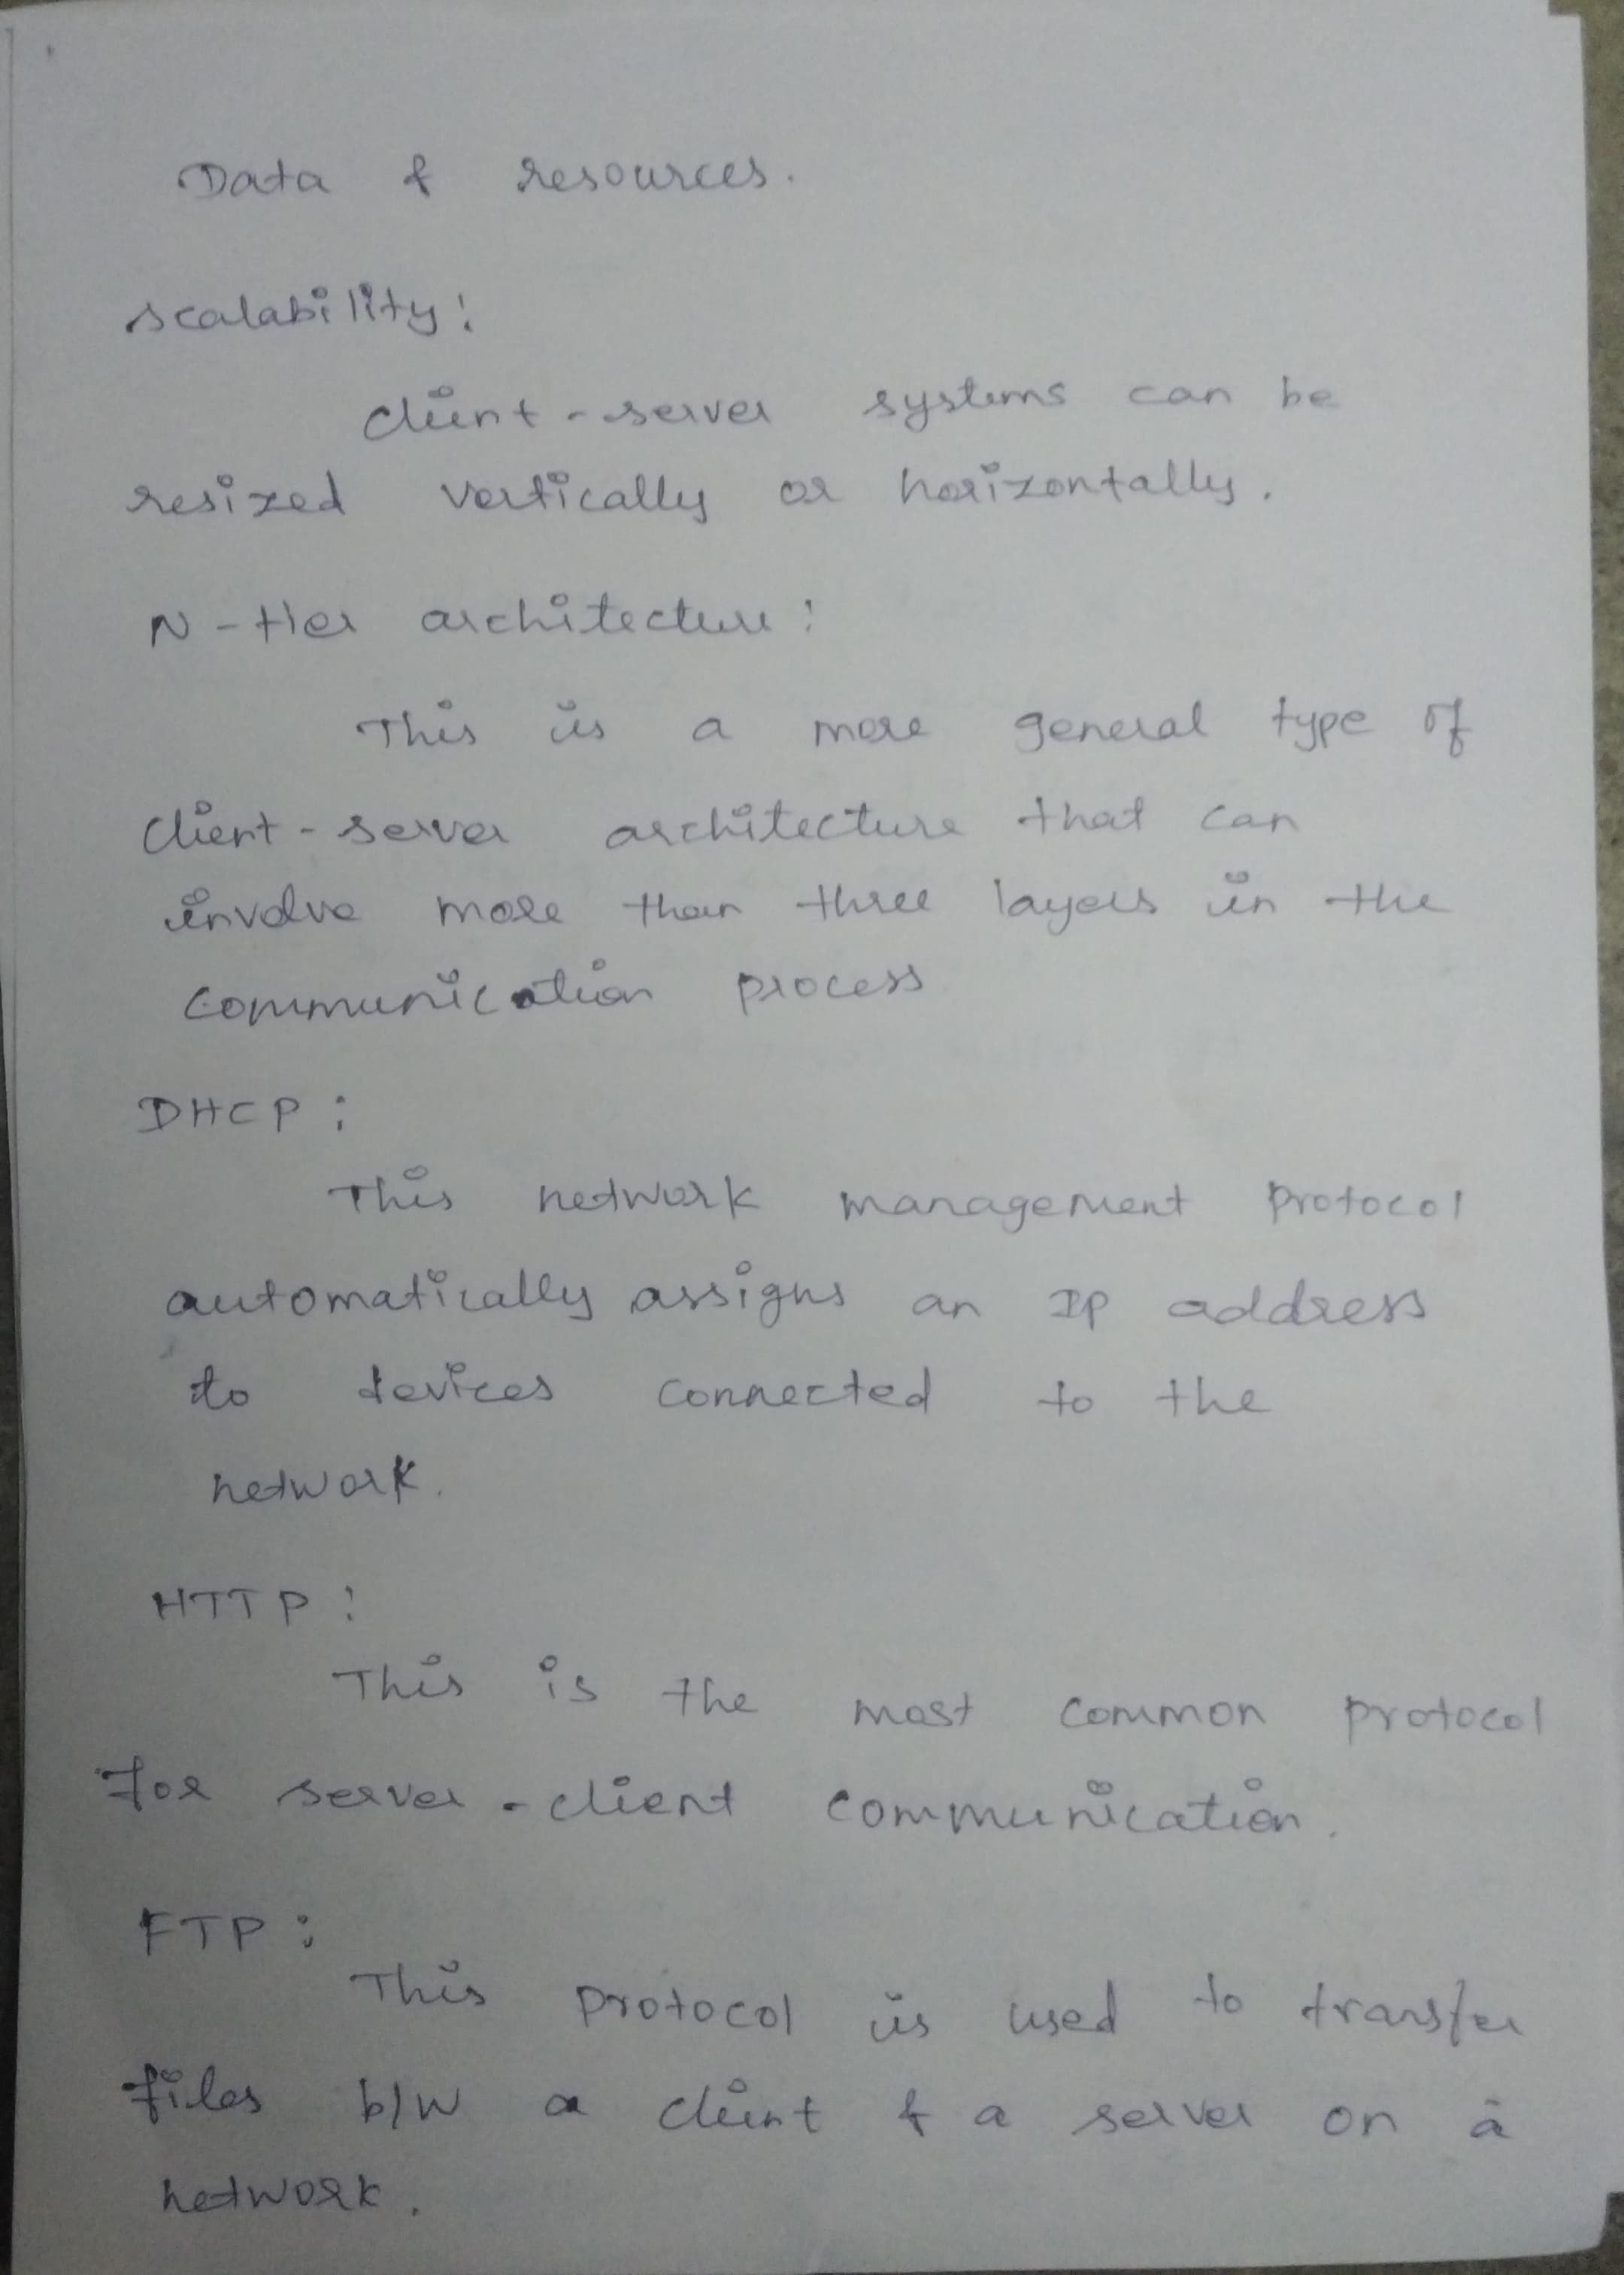 Data & resources.
scalability:
client-server systems can be
resized vertically or horizontally.
N-tier architecture:
This is a more general type of
client-server architecture that can
involve more than three layers in the
communication process
DHCP:
This network management protocol
automatically assigns an IP address
to devices connected to the
network.
HTTP:
This is the most common protocol
for server-client communication.
FTP:
This protocol is used to transfer
files b/w a client & a server on a
network.